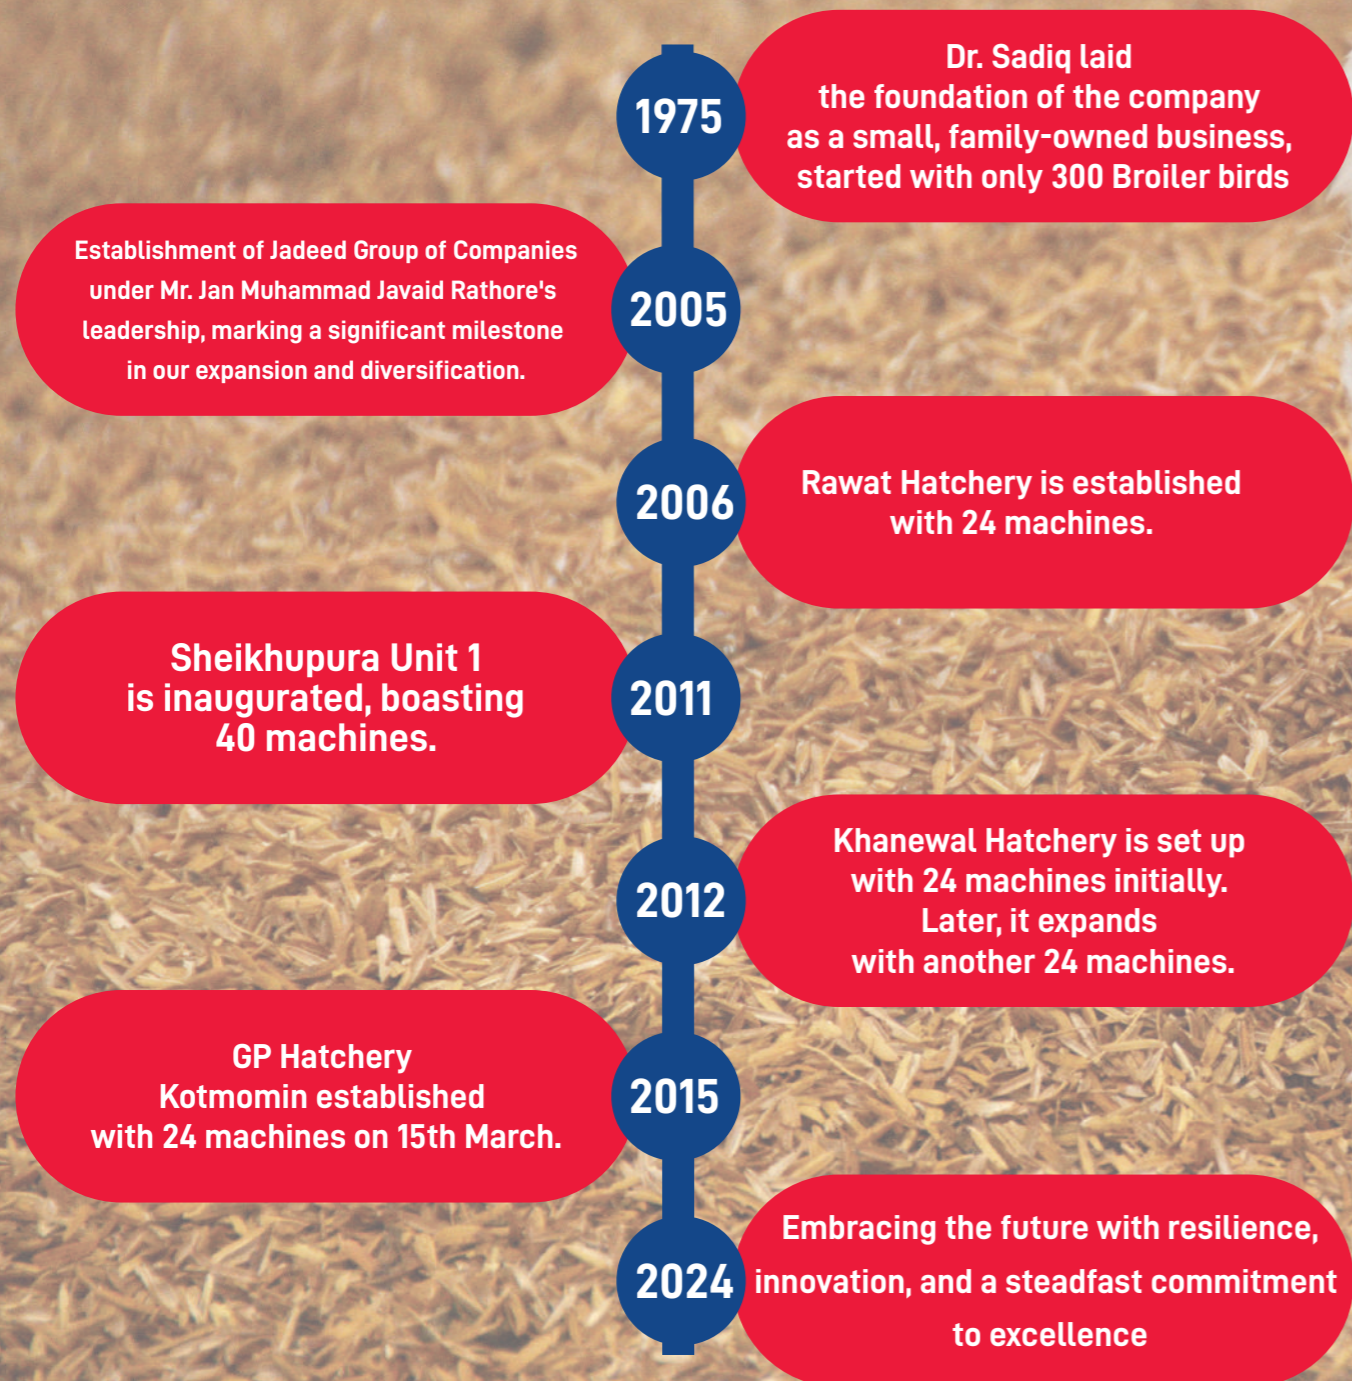 1975
Dr. Sadiq laid
the foundation of the company
as a small, family-owned business,
started with only 300 Broiler birds
2005
Establishment of Jadeed Group of Companies
under Mr. Jan Muhammad Javaid Rathore's
leadership, marking a significant milestone
in our expansion and diversification.
2006
Rawat Hatchery is established
with 24 machines.
2011
Sheikhupura Unit 1
is inaugurated, boasting
40 machines.
2012
Khanewal Hatchery is set up
with 24 machines initially.
Later, it expands
with another 24 machines.
2015
GP Hatchery
Kotmomin established
with 24 machines on 15th March.
2024
Embracing the future with resilience,
innovation, and a steadfast commitment
to excellence